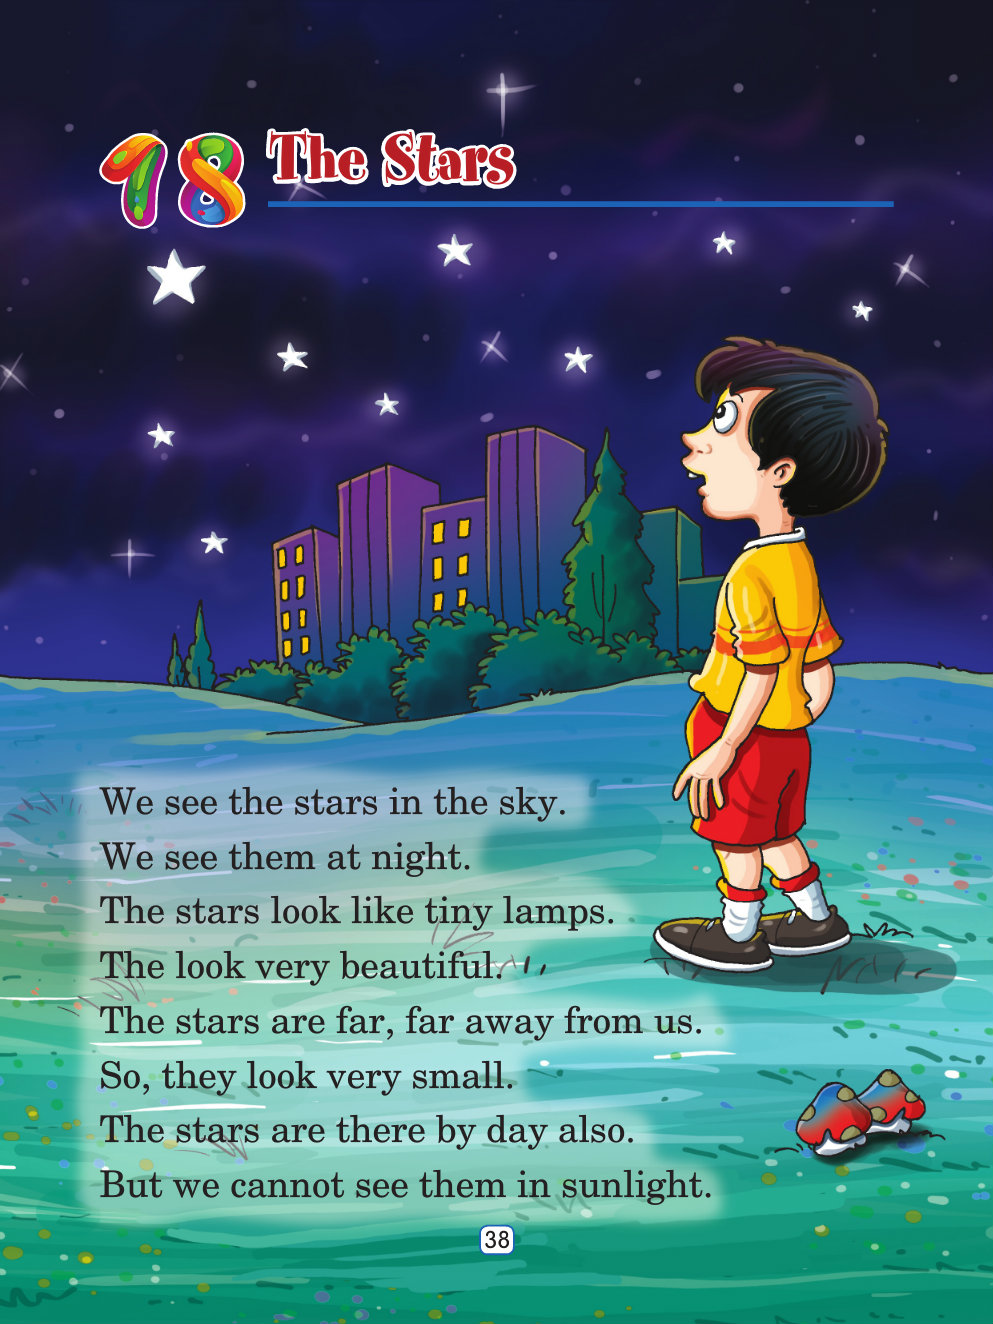 18 The Stars
We see the stars in the sky.
We see them at night.
The stars look like tiny lamps.
The look very beautiful.
The stars are far, far away from us.
So, they look very small.
The stars are there by day also.
But we cannot see them in sunlight.
38